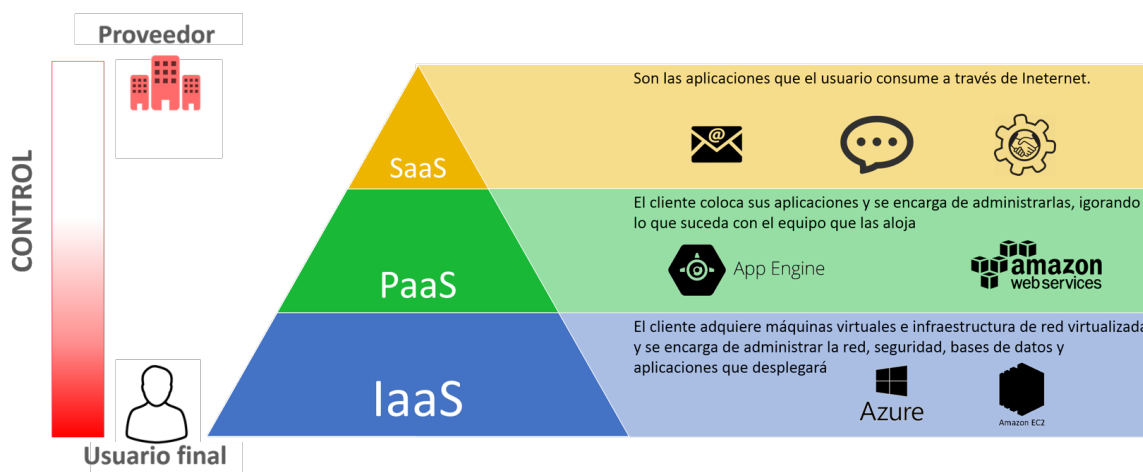 Proveedor
CONTROL
Usuario final
SaaS
Son las aplicaciones que el usuario consume a través de Ineternet.
@
PaaS
El cliente coloca sus aplicaciones y se encarga de administrarlas, igorando
lo que suceda con el equipo que las aloja
App Engine
amazon
webservices
IaaS
El cliente adquiere máquinas virtuales e infraestructura de red virtualizada
y se encarga de administrar la red, seguridad, bases de datos y
aplicaciones que desplegará
Azure
Amazon EC2